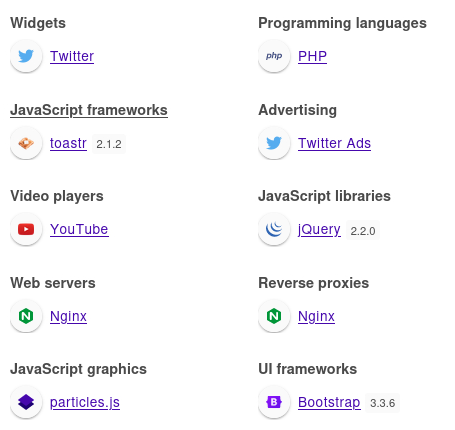 Widgets
Twitter
Programming languages
php PHP
JavaScript frameworks
toastr 2.1.2
Advertising
Twitter Ads
Video players
YouTube
JavaScript libraries
jQuery 2.2.0
Web servers
N Nginx
Reverse proxies
N Nginx
JavaScript graphics
particles.js
UI frameworks
B Bootstrap 3.3.6